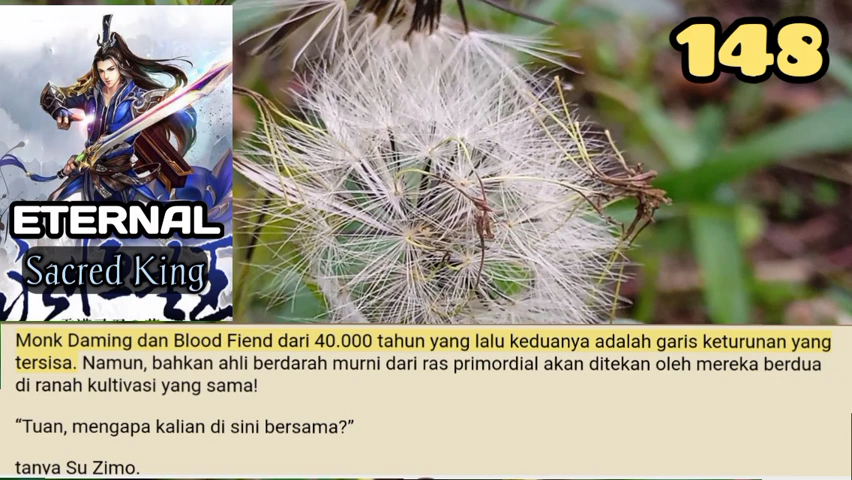 148
ETERNAL
Sacred King
Monk Daming dan Blood Fiend dari 40.000 tahun yang lalu keduanya adalah garis keturunan yang
tersisa. Namun, bahkan ahli berdarah murni dari ras primordial akan ditekan oleh mereka berdua
di ranah kultivasi yang sama!
“Tuan, mengapa kalian di sini bersama?”
tanya Su Zimo.